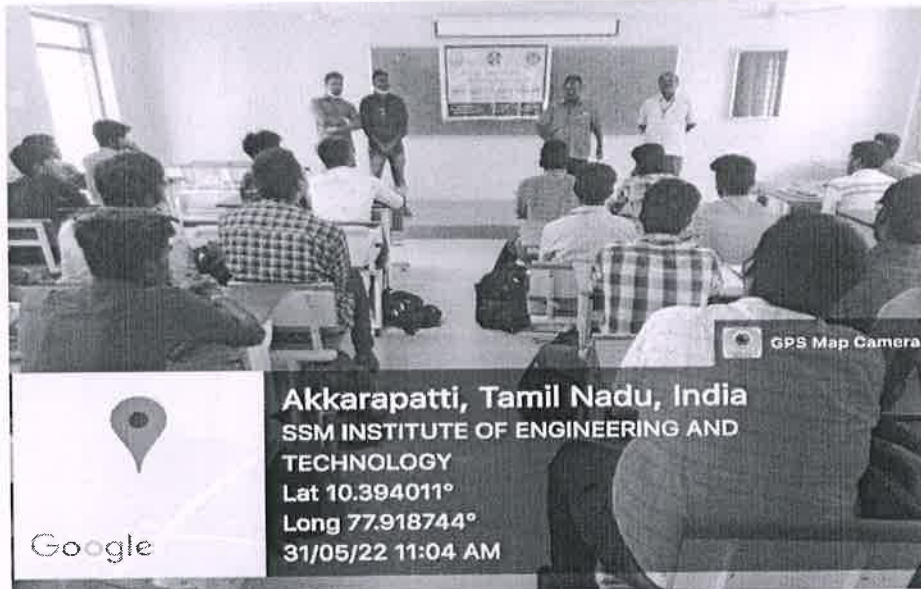 GPS Map Camera
Akkarapatti, Tamil Nadu, India
SSM INSTITUTE OF ENGINEERING AND
TECHNOLOGY
Lat 10.394011°
Long 77.918744°
31/05/22 11:04 AM
Google